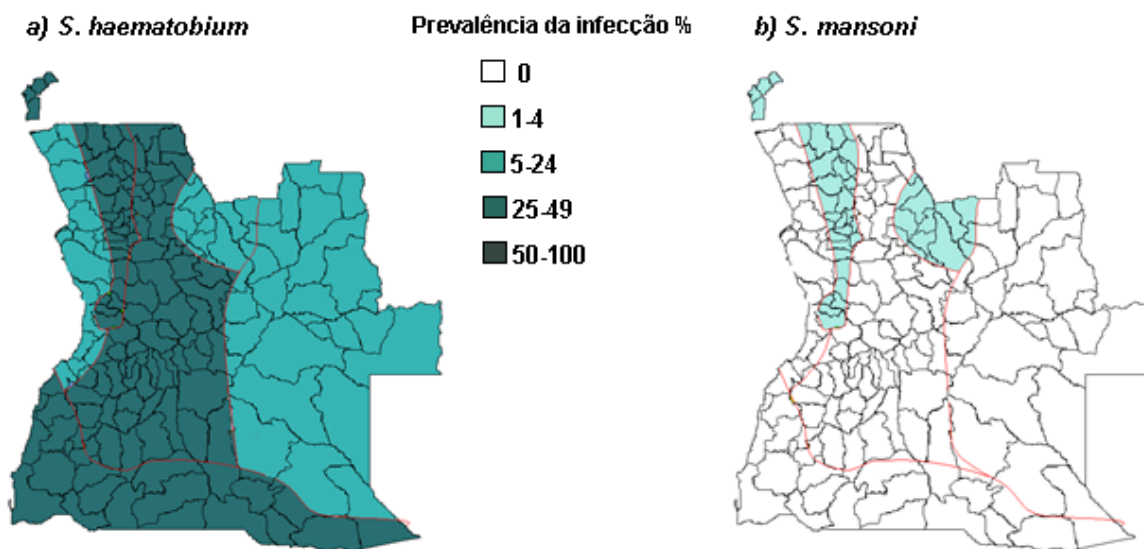 a) S. haematobium
Prevalência da infecção %
b) S. mansoni
0
1-4
5-24
25-49
50-100